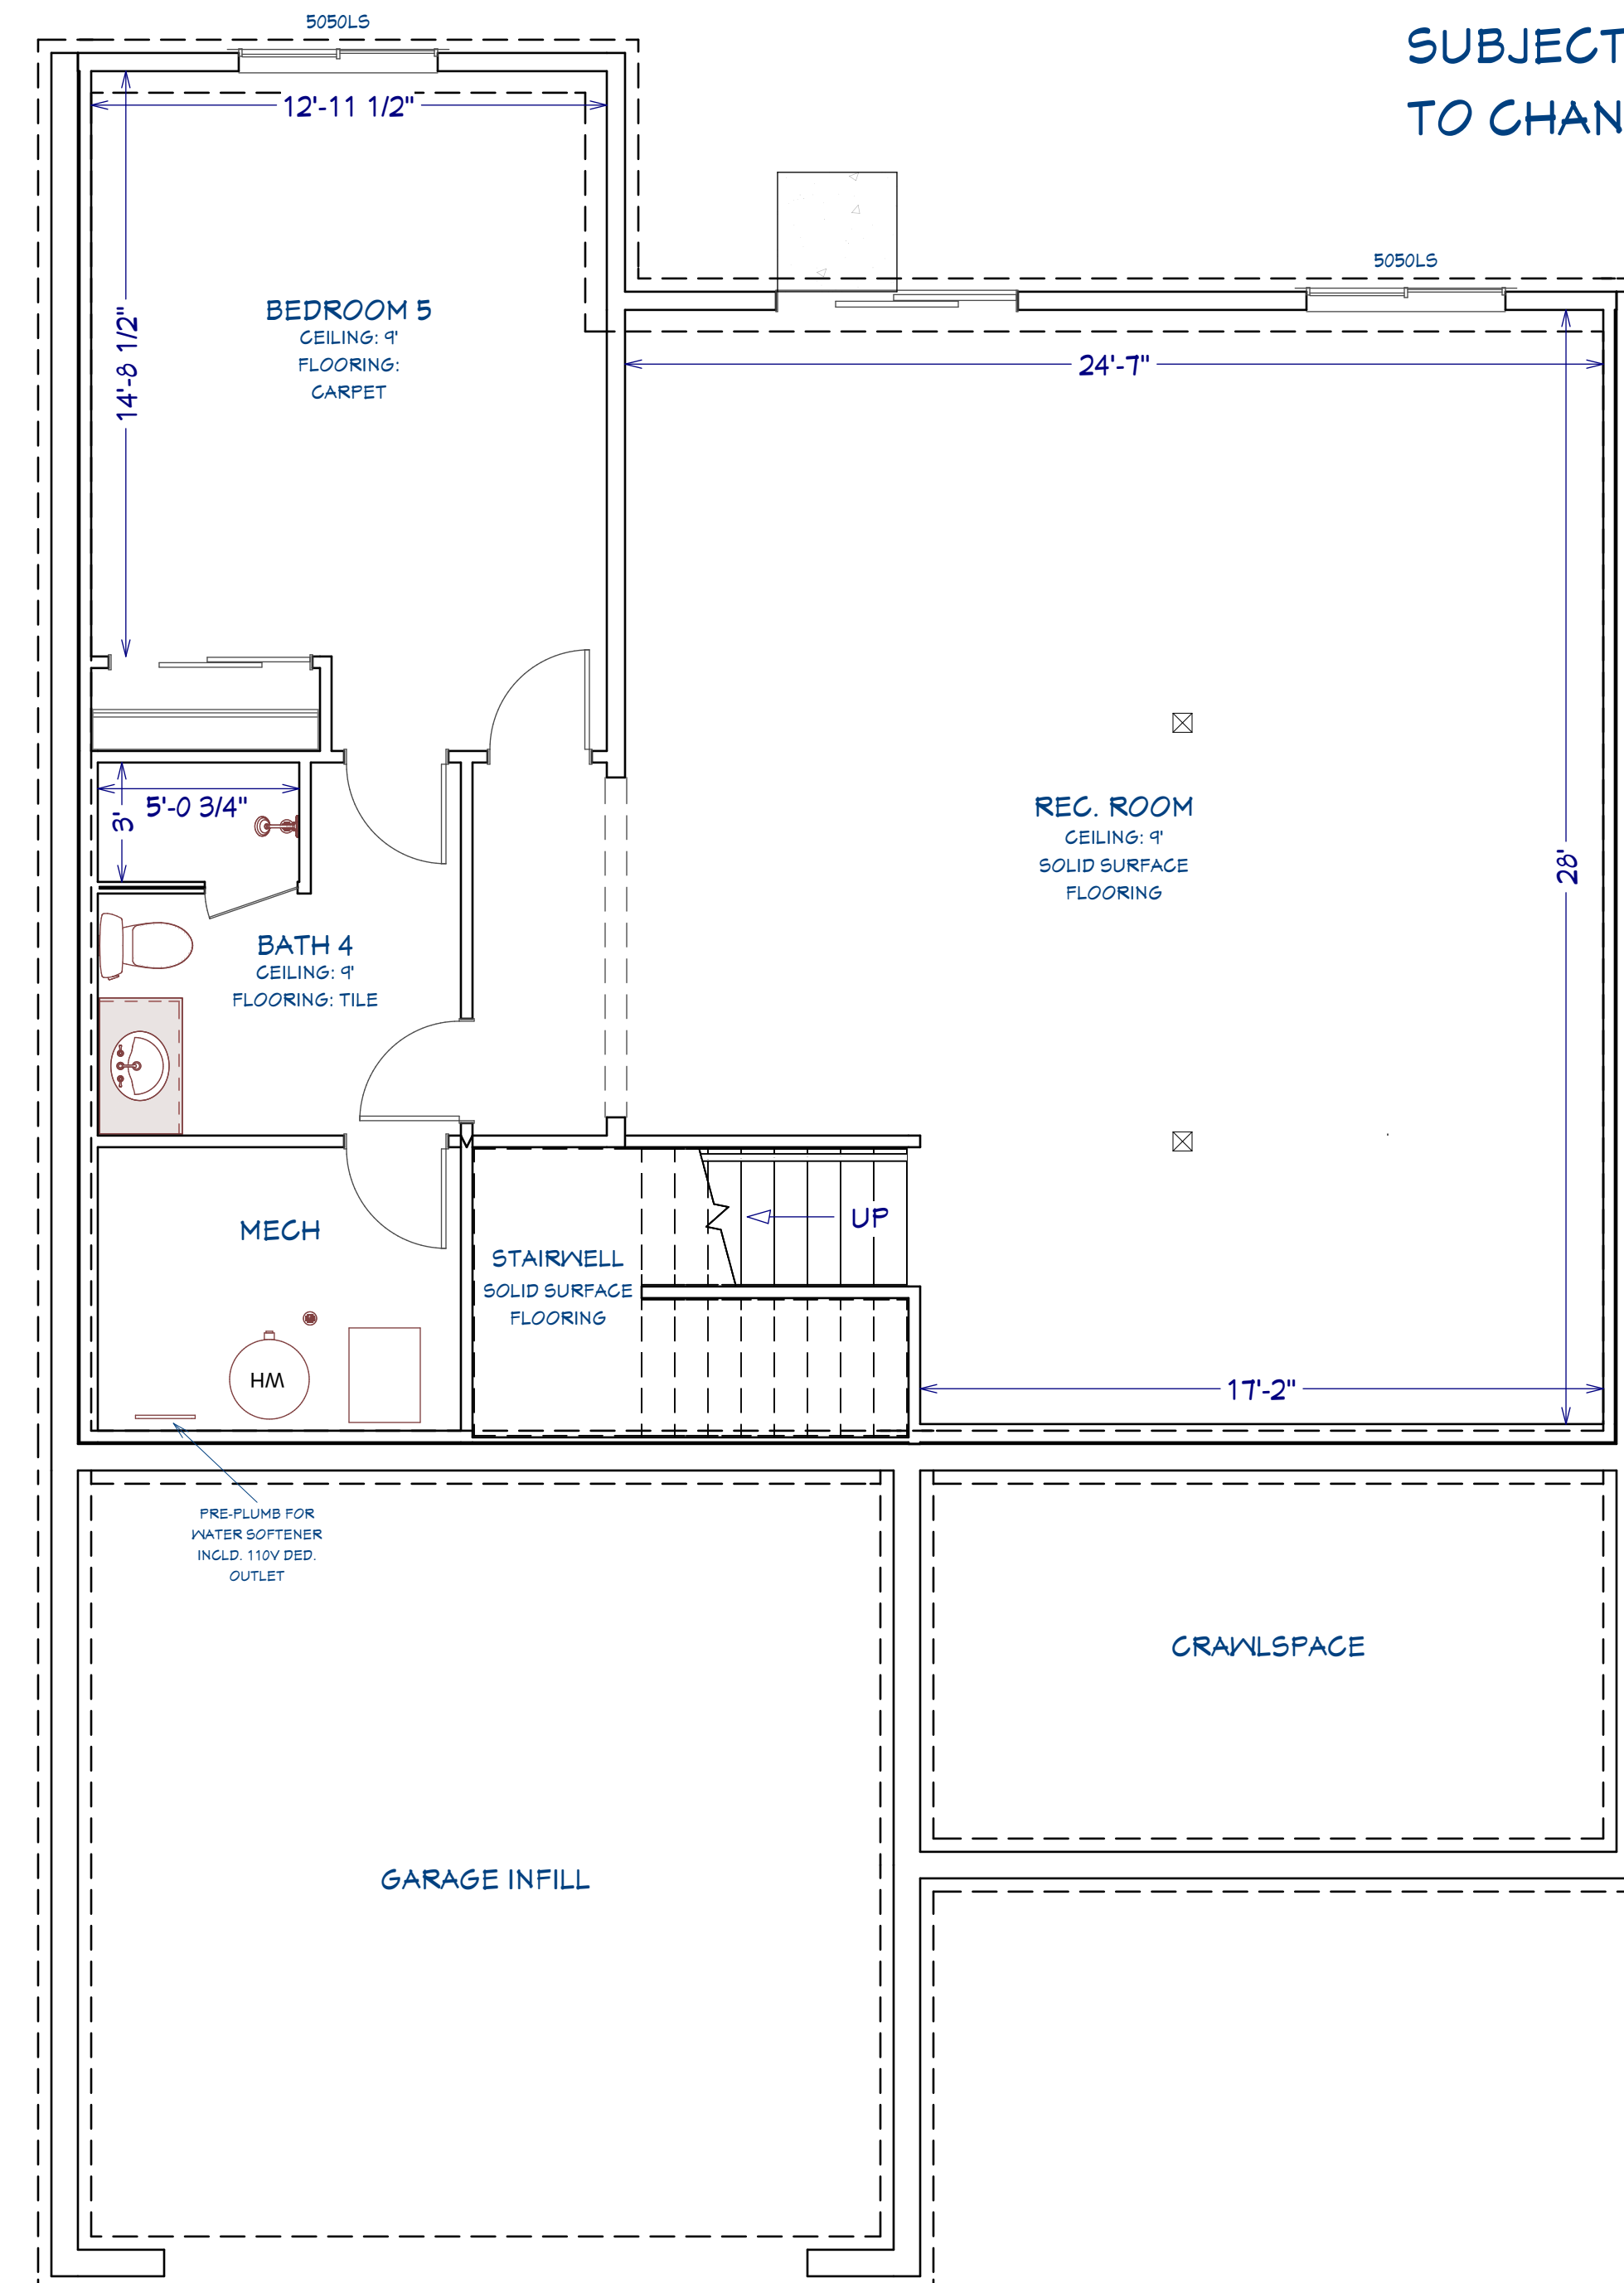 5050LS
SUBJECT
TO CHAN
12'-11 1/2"
5050LS
14'-8 1/2"
BEDROOM 5
CEILING: 9'
FLOORING:
CARPET
24'-7"
5'-0 3/4"
3'
REC. ROOM
CEILING: 9'
SOLID SURFACE
FLOORING
28'
BATH 4
CEILING: 9'
FLOORING: TILE
MECH
UP
STAIRWELL
SOLID SURFACE
FLOORING
WH
17'-2"
PRE-PLUMB FOR
WATER SOFTENER
INCLD. 110V DED.
OUTLET
CRAWLSPACE
GARAGE INFILL